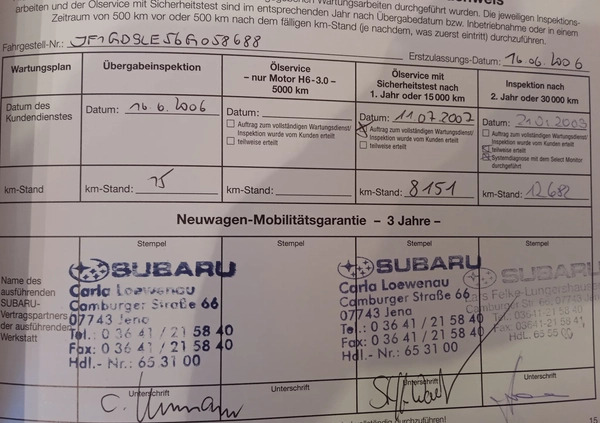 arbeiten und der Ölservice mit Sicherheitstest sind im entsprechenden Jahr nach Übergabedatum bzw. Inbetriebnahme oder in einem
Zeitraum von 500 km vor oder 500 km nach dem fälligen km-Stand (je nachdem, was zuerst eintrifft) durchzuführen.
Fahrgestell-Nr.: JF1GD9LE56G058688
Erstzulassungs-Datum: 16.06.2006
Wartungsplan
Übergabeinspektion
Ölservice
– nur Motor H6-3.0 –
5000 km
Ölservice mit
Sicherheitstest nach
1. Jahr oder 15 000 km
Inspektion nach
2. Jahr oder 30 000 km
Datum des
Kundendienstes
Datum: 16.6.2006
Datum:
Auftrag zum vollständigen Wartungsdienst/
Inspektion wurde vom Kunden erteilt
teilweise erteilt
Datum: 11.07.2007
Auftrag zum vollständigen Wartungsdienst/
Inspektion wurde vom Kunden erteilt
teilweise erteilt
Datum:
Auftrag zum vollständigen Wartungsdienst/
Inspektion wurde vom Kunden erteilt
teilweise erteilt
Systemdiagnose mit dem Select Monitor
durchgeführt
km-Stand
km-Stand: 15
km-Stand:
km-Stand: 8151
km-Stand: 12682
Neuwagen-Mobilitätsgarantie – 3 Jahre –
Name des
ausführenden
SUBARU-
Vertragspartners
der ausführenden
Werkstatt
Stempel
SUBARU
Carla Loewenau
Camburger Straße 66
07743 Jena
Tel.: 0 36 41 / 21 58 40
Fax: 0 36 41 / 21 58 40
Hdl.- Nr.: 65 31 00
Unterschrift
Stempel
Unterschrift
Stempel
SUBARU
Carla Loewenau
Camburger Straße 66
07743 Jena
Tel.: 0 36 41 / 21 58 40
Fax: 0 36 41 / 21 58 40
Hdl.- Nr.: 65 31 00
Unterschrift
Stempel
SUBARU
Unterschrift
durchzuführen!
15